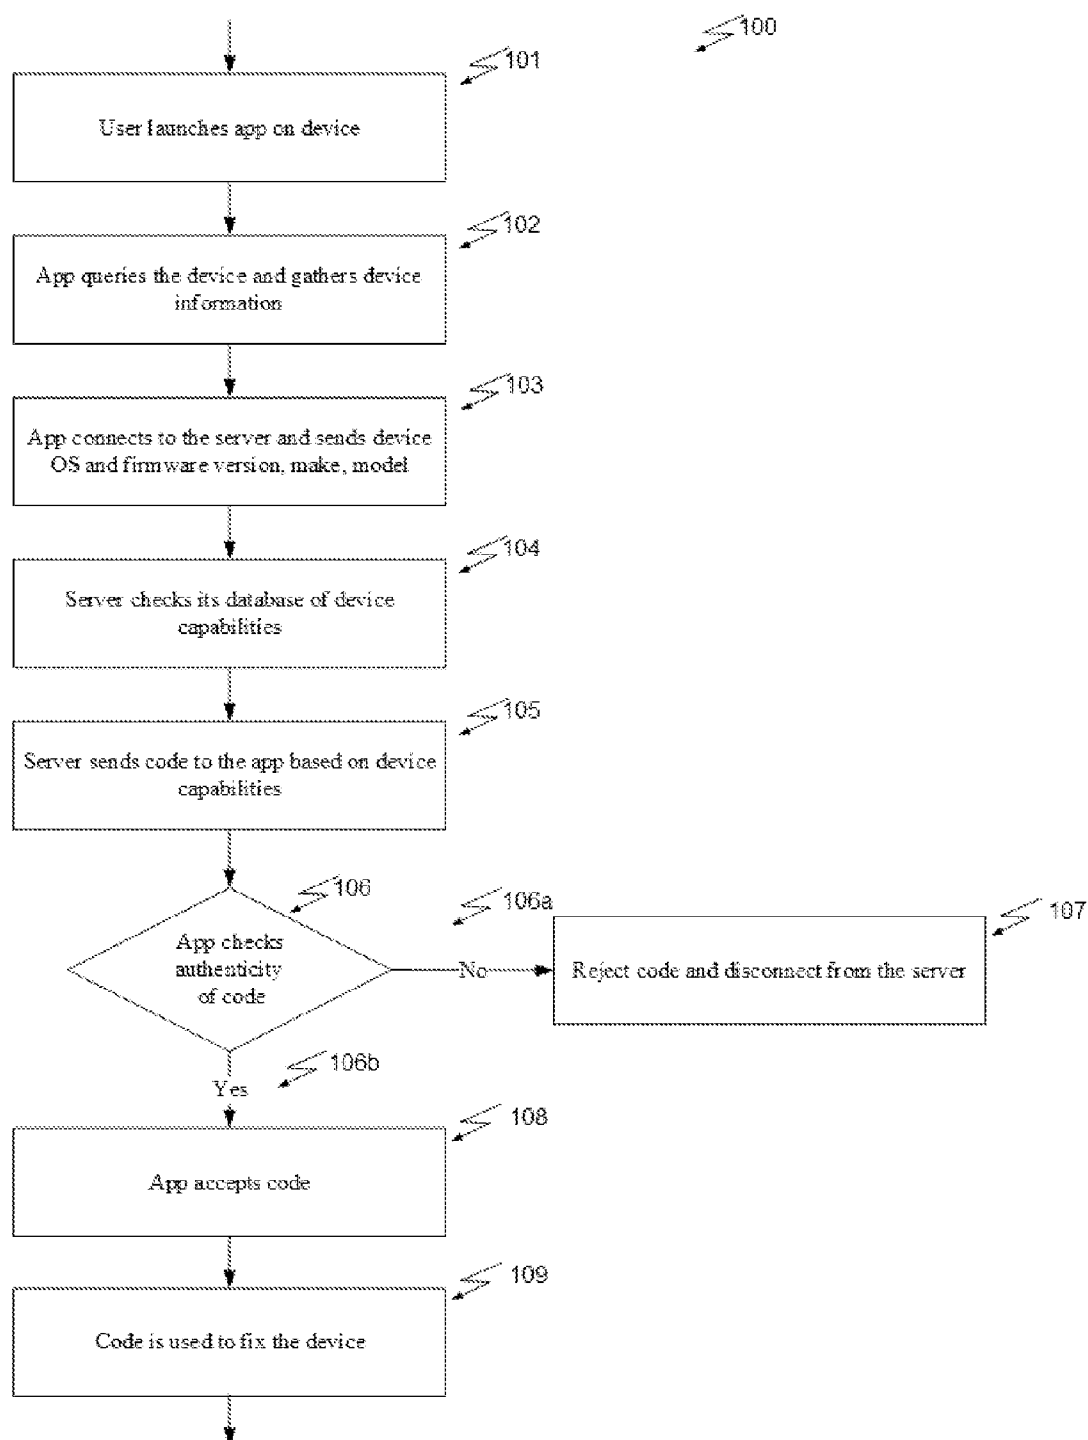 100
101
User launches app on device
102
App queries the device and gathers device
information
103
App connects to the server and sends device
OS and firmware version, make, model
104
Server checks its database of device
capabilities
105
Server sends code to the app based on device
capabilities
106
App checks
authenticity
of code
106a
No
107
Reject code and disconnect from the server
106b
Yes
108
App accepts code
109
Code is used to fix the device